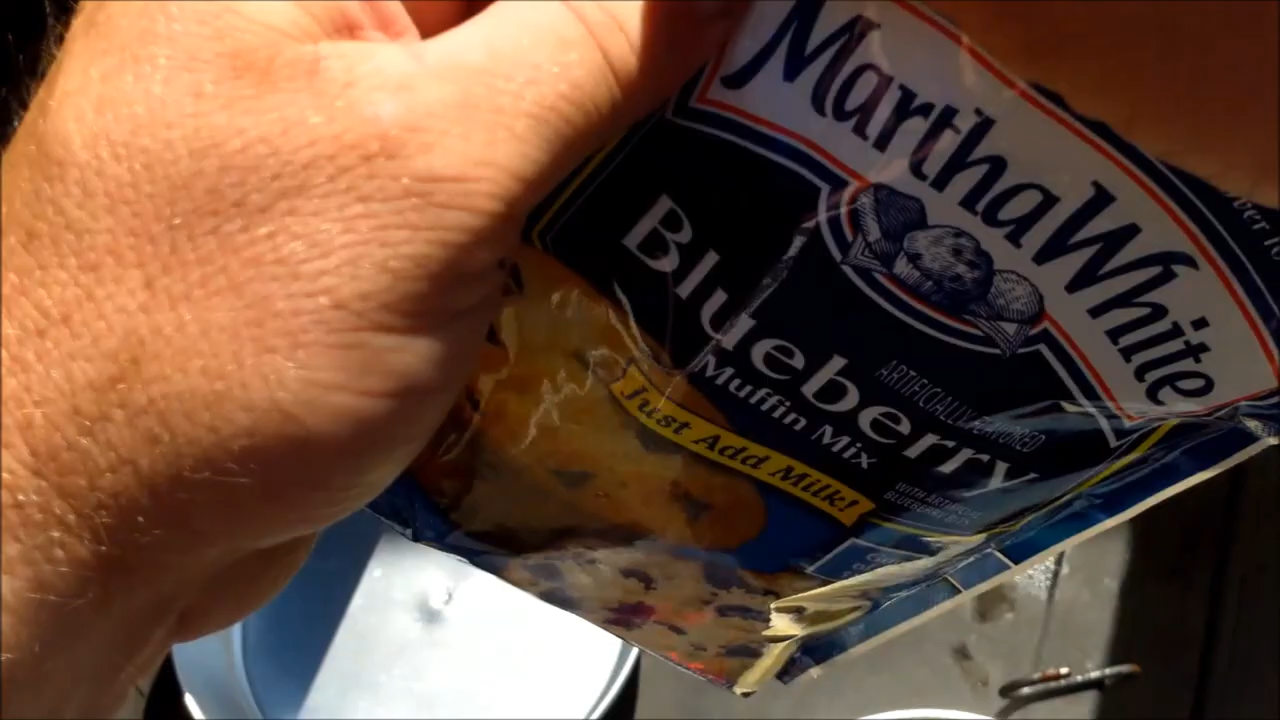 Martha White
Blueberry
Muffin Mix
ARTIFICIALLY FLAVORED
Just Add Milk!
WITH ARTIFICIAL
BLUEBERRY BITS